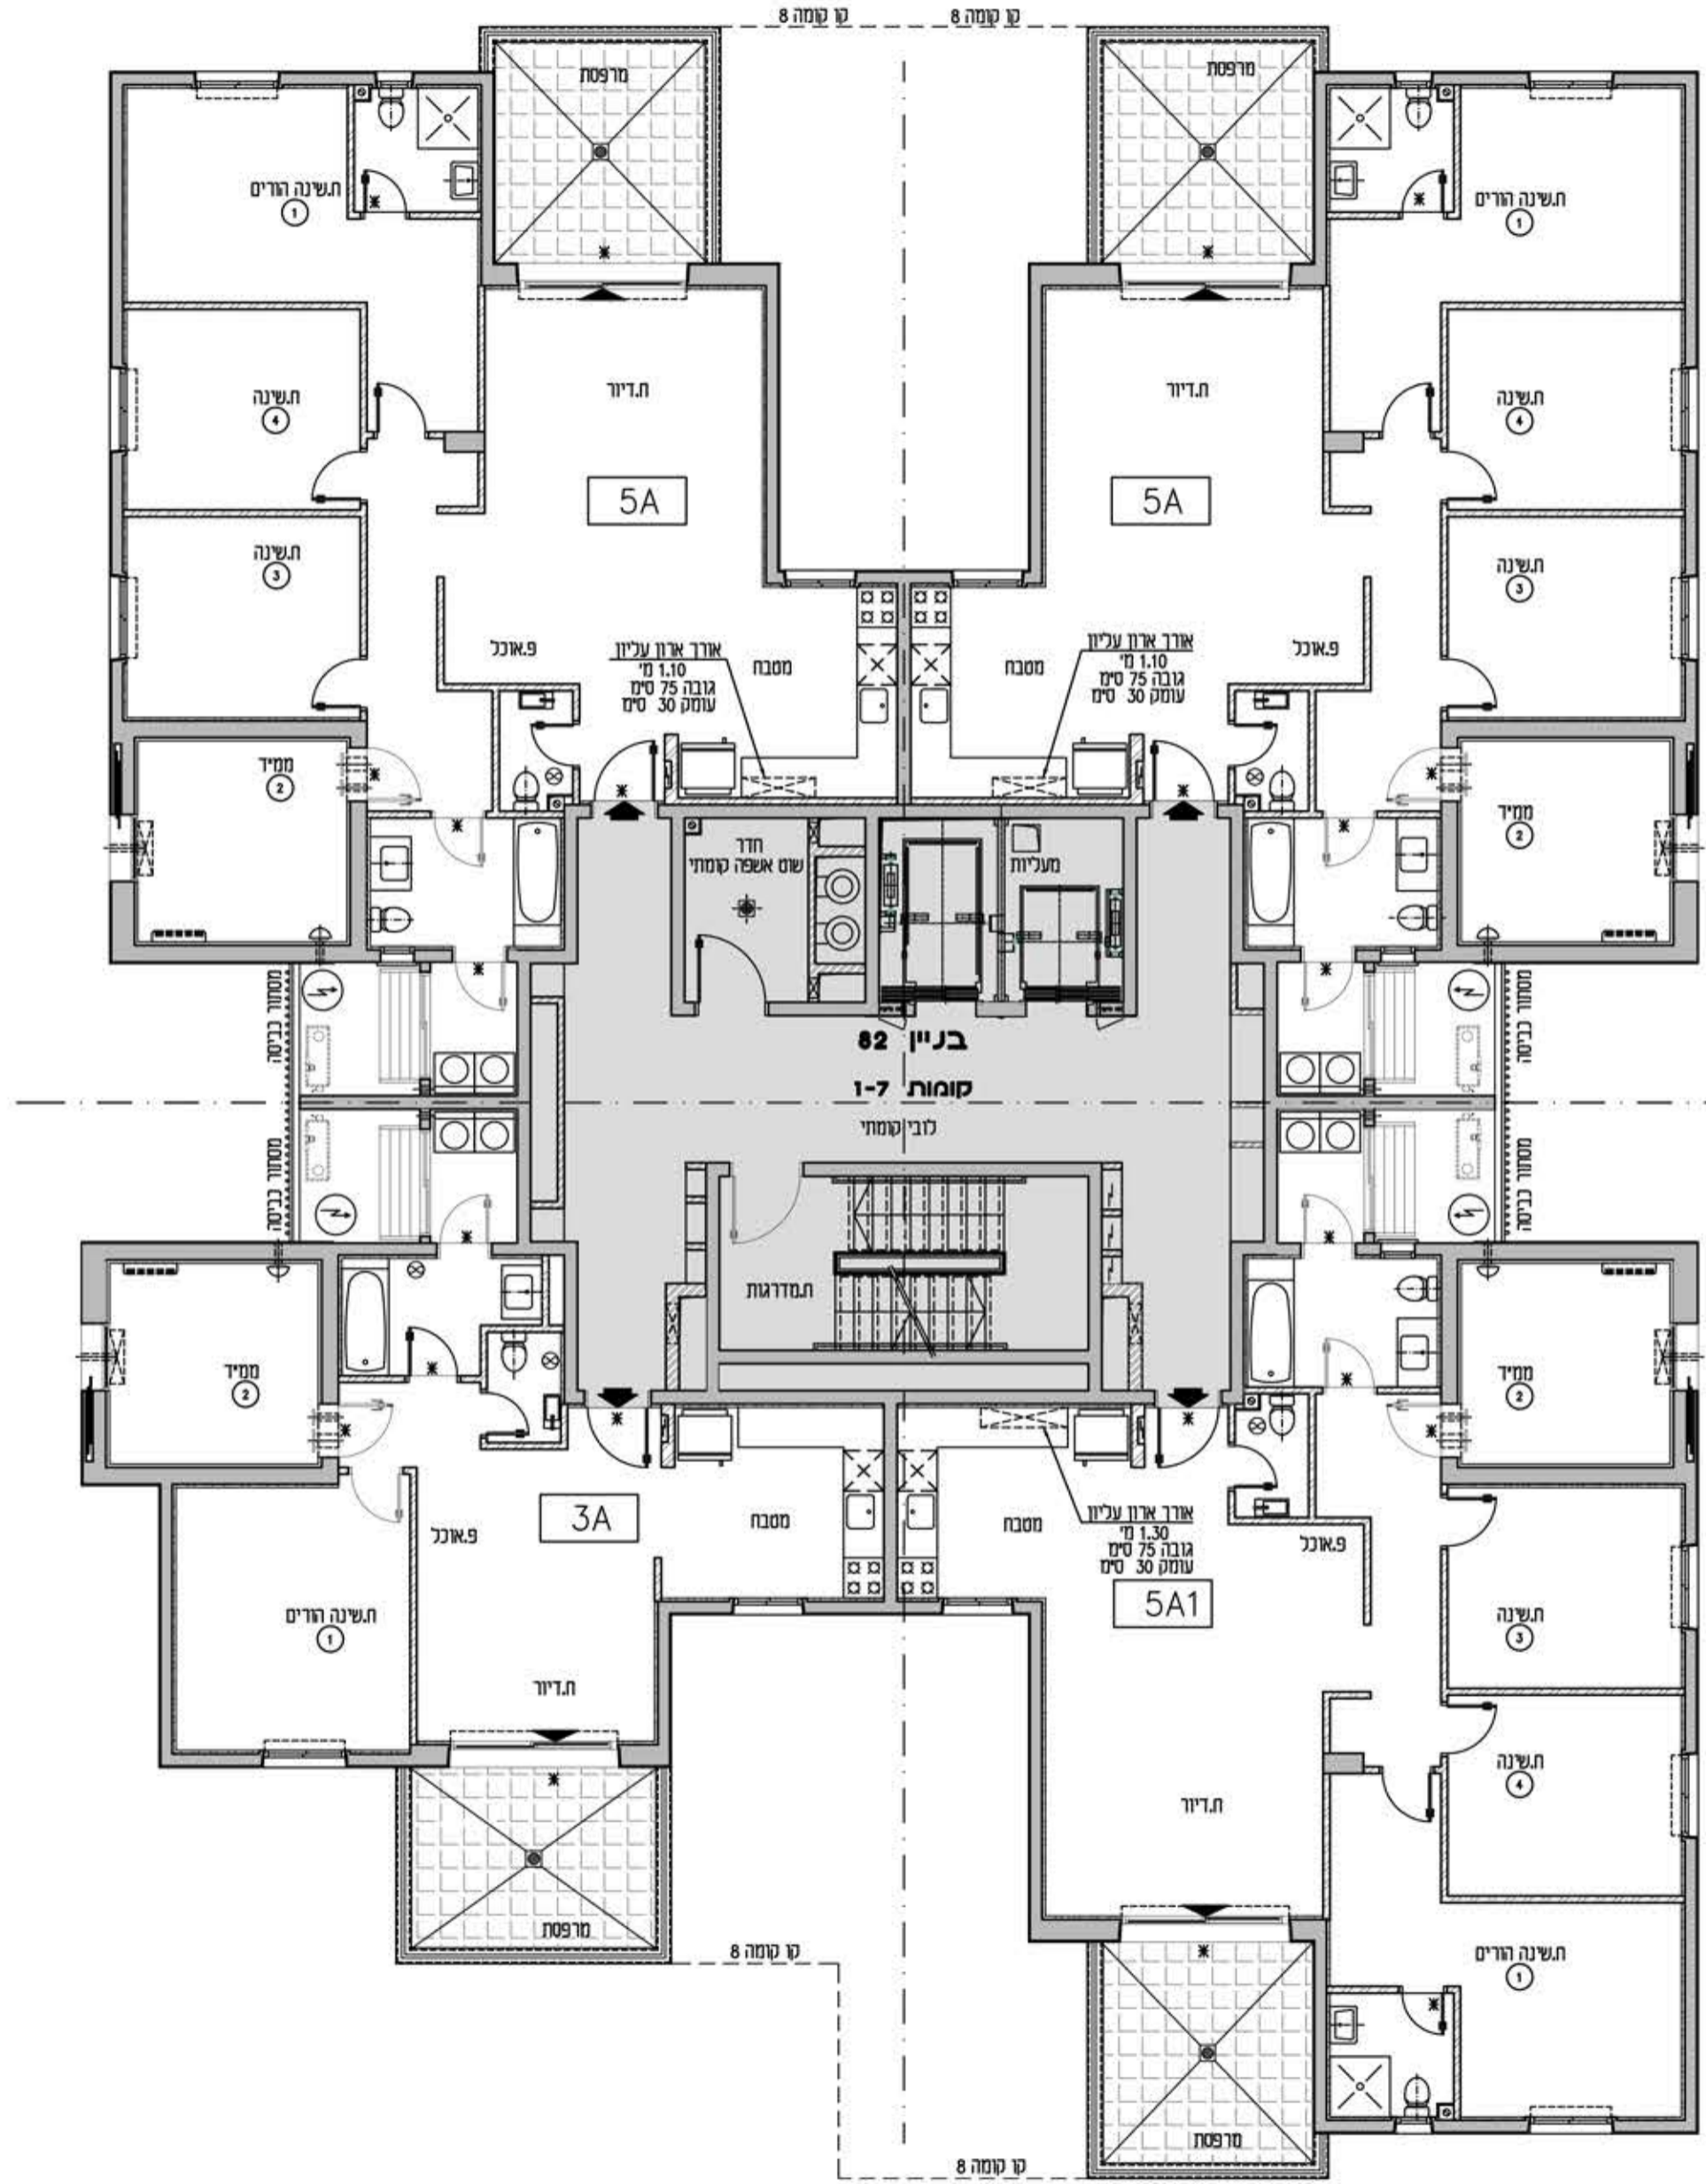 קו קומה 8
קו קומה 8
מרפסת
מרפסת
ח.שינה הורים
1
ח.שינה הורים
1
ח.דיור
ח.דיור
ח.שינה
4
ח.שינה
4
5A
5A
ח.שינה
3
ח.שינה
3
פ.אוכל
אורך ארון עליון
1.10 מ'
גובה 75 ס"מ
עומק 30 ס"מ
מטבח
מטבח
אורך ארון עליון
1.10 מ'
גובה 75 ס"מ
עומק 30 ס"מ
פ.אוכל
ממ"ד
2
ממ"ד
2
חדר
שוט אשפה קומתי
מעליות
מסתור כביסה
מסתור כביסה
בניין 82
קומות 1-7
לובי קומתי
מסתור כביסה
מסתור כביסה
ח.מדרגות
ממ"ד
2
ממ"ד
2
3A
פ.אוכל
מטבח
מטבח
אורך ארון עליון
1.30 מ'
גובה 75 ס"מ
עומק 30 ס"מ
פ.אוכל
5A1
ח.שינה הורים
1
ח.שינה
3
ח.דיור
ח.שינה
4
ח.דיור
מרפסת
קו קומה 8
ח.שינה הורים
1
מרפסת
קו קומה 8